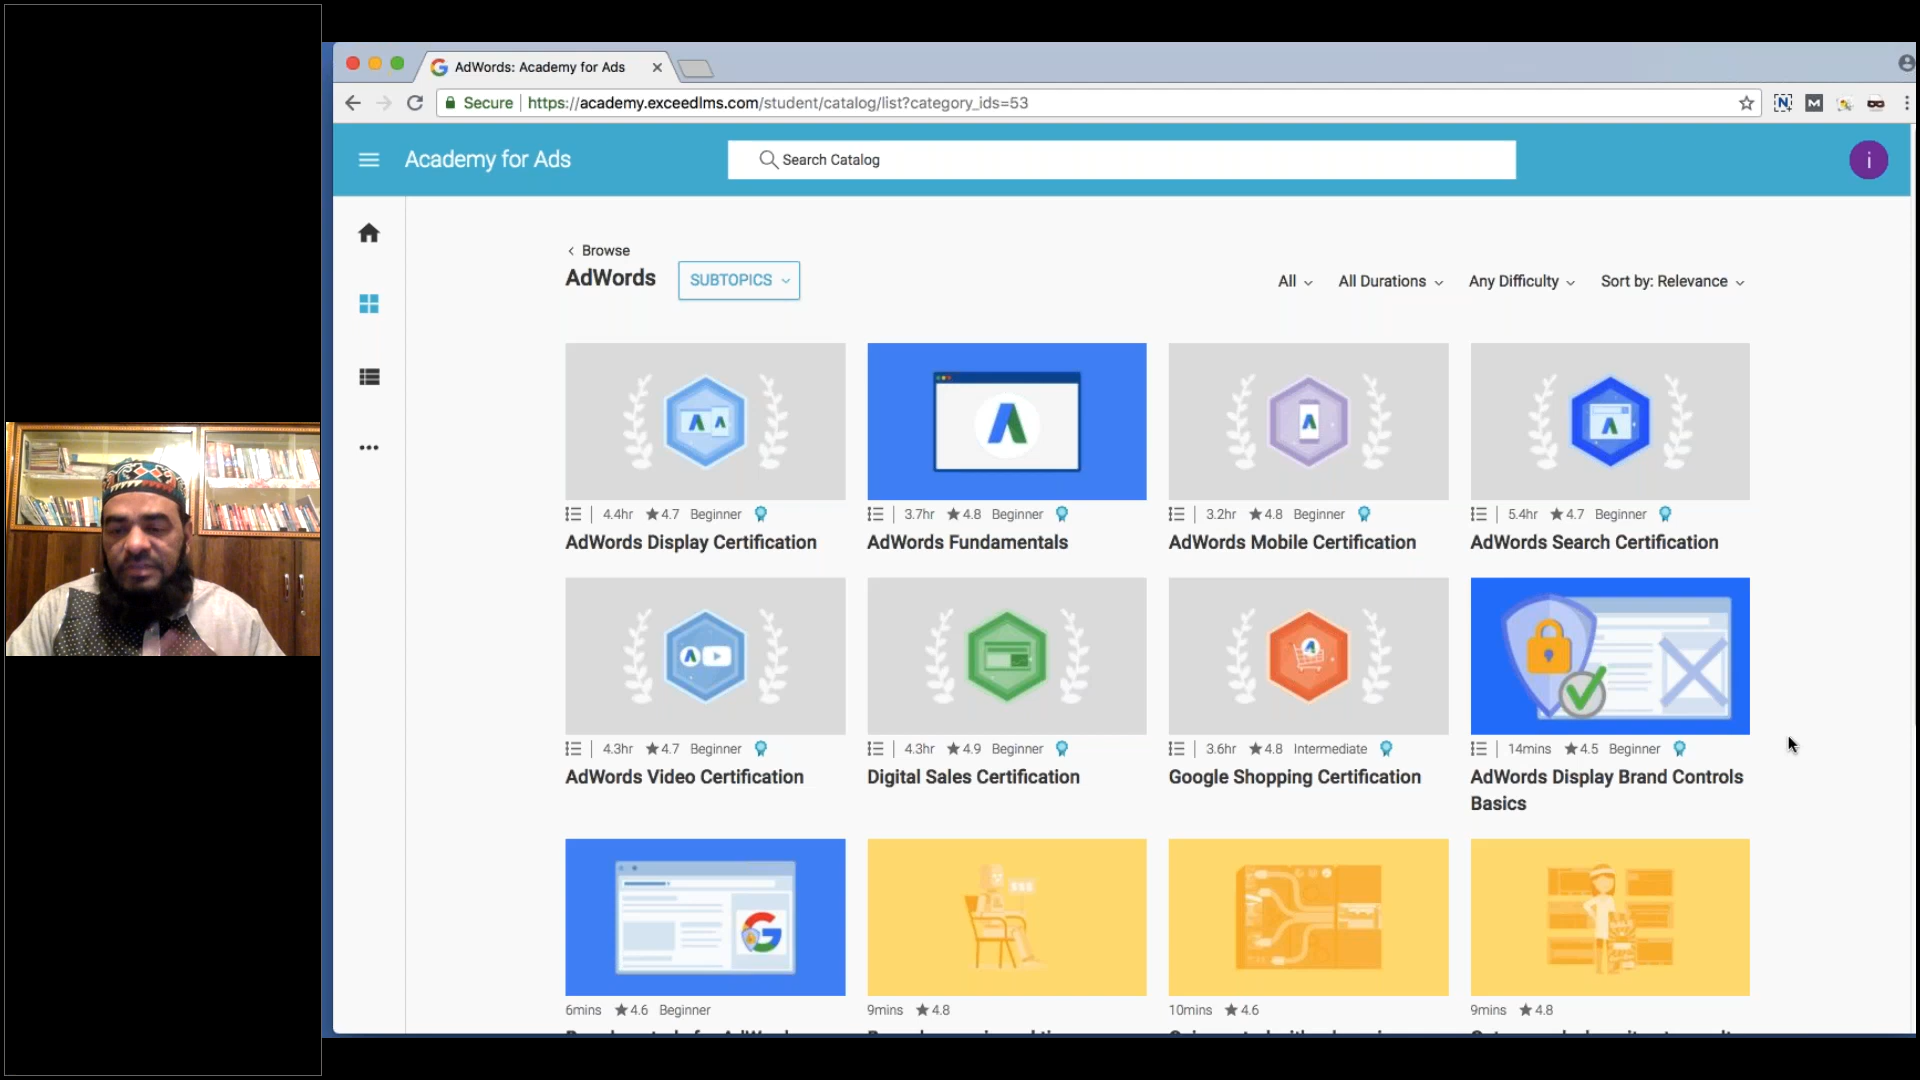 AdWords: Academy for Ads
Secure | https://academy.exceedlms.com/student/catalog/list?category_ids=53
Academy for Ads
Search Catalog
i
Browse
AdWords
SUBTOPICS
All
All Durations
Any Difficulty
Sort by: Relevance
4.4hr ★4.7 Beginner
AdWords Display Certification
3.7hr ★4.8 Beginner
AdWords Fundamentals
3.2hr ★4.8 Beginner
AdWords Mobile Certification
5.4hr ★4.7 Beginner
AdWords Search Certification
4.3hr ★4.7 Beginner
AdWords Video Certification
4.3hr ★4.9 Beginner
Digital Sales Certification
3.6hr ★4.8 Intermediate
Google Shopping Certification
14mins ★4.5 Beginner
AdWords Display Brand Controls
Basics
6mins ★4.6 Beginner
9mins ★4.8
$$$
10mins ★4.6
9mins ★4.8